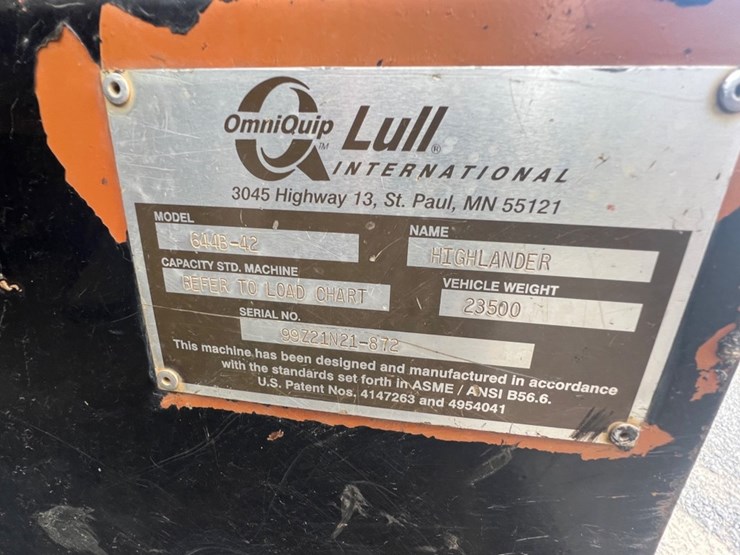 OmniQuip TM Lull ®
INTERNATIONAL
3045 Highway 13, St. Paul, MN 55121
MODEL
644B-42
NAME
HIGHLANDER
CAPACITY STD. MACHINE
REFER TO LOAD CHART
VEHICLE WEIGHT
23500
SERIAL NO.
99Z21N21-872
This machine has been designed and manufactured in accordance
with the standards set forth in ASME / ANSI B56.6.
U.S. Patent Nos. 4147263 and 4954041